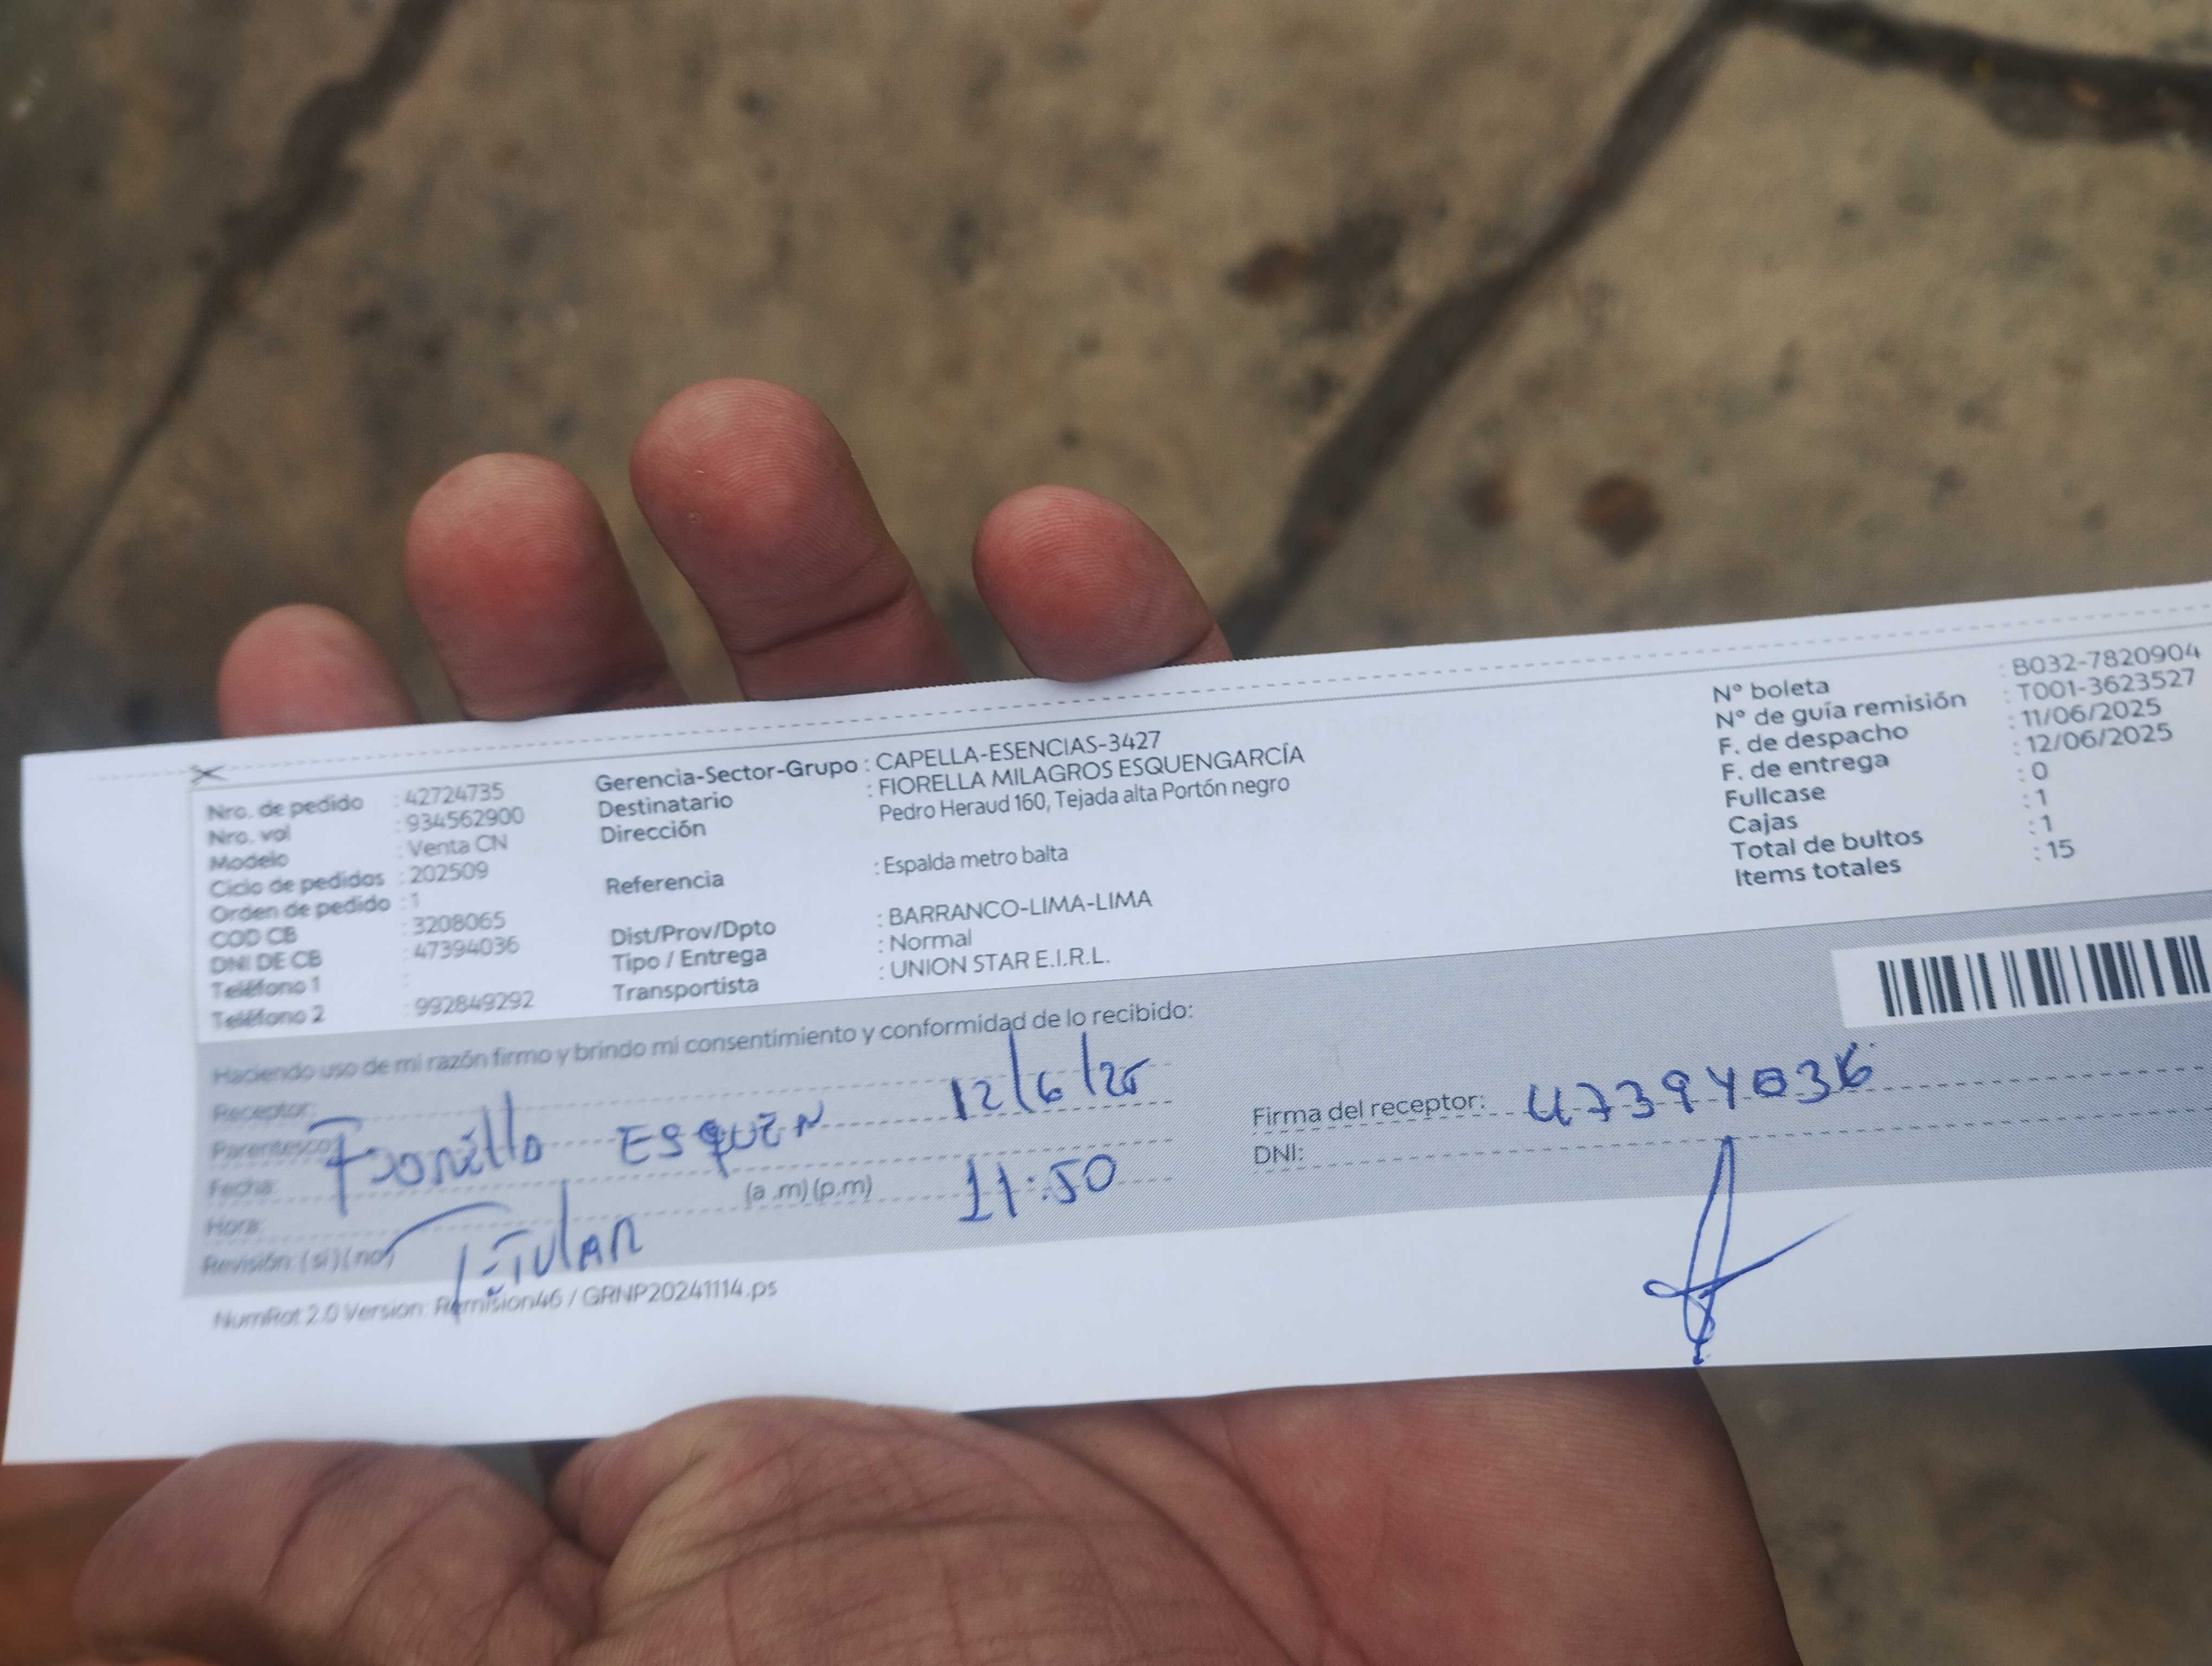 Nro. de pedido : 42724735
Nro. vol : 934562900
Modelo : Venta CN
Ciclo de pedidos : 202509
Orden de pedido : 1
COD CB : 3208065
DNI DE CB : 47394036
Teléfono 1 :
Teléfono 2 : 992849292
Gerencia-Sector-Grupo : CAPELLA-ESENCIAS-3427
Destinatario : FIORELLA MILAGROS ESQUENGARCÍA
Dirección Pedro Heraud 160, Tejada alta Portón negro
Referencia : Espalda metro balta
Dist/Prov/Dpto : BARRANCO-LIMA-LIMA
Tipo / Entrega : Normal
Transportista : UNION STAR E.I.R.L.
N° boleta : B032-7820904
N° de guía remisión : T001-3623527
F. de despacho : 11/06/2025
F. de entrega : 12/06/2025
Fullcase : 0
Cajas : 1
Total de bultos : 1
Items totales : 15
Haciendo uso de mi razón firmo y brindo mi consentimiento y conformidad de lo recibido:
Receptor:
Parentesco:
ESQUEN 12/6/25
Fecha:
Hora: (a .m) (p.m) 11:50
Revisión: (si) (no) TiTulAR
Firma del receptor: 47394036
DNI:
NumRot 2.0 Version: Remision46 / GRNP20241114.ps